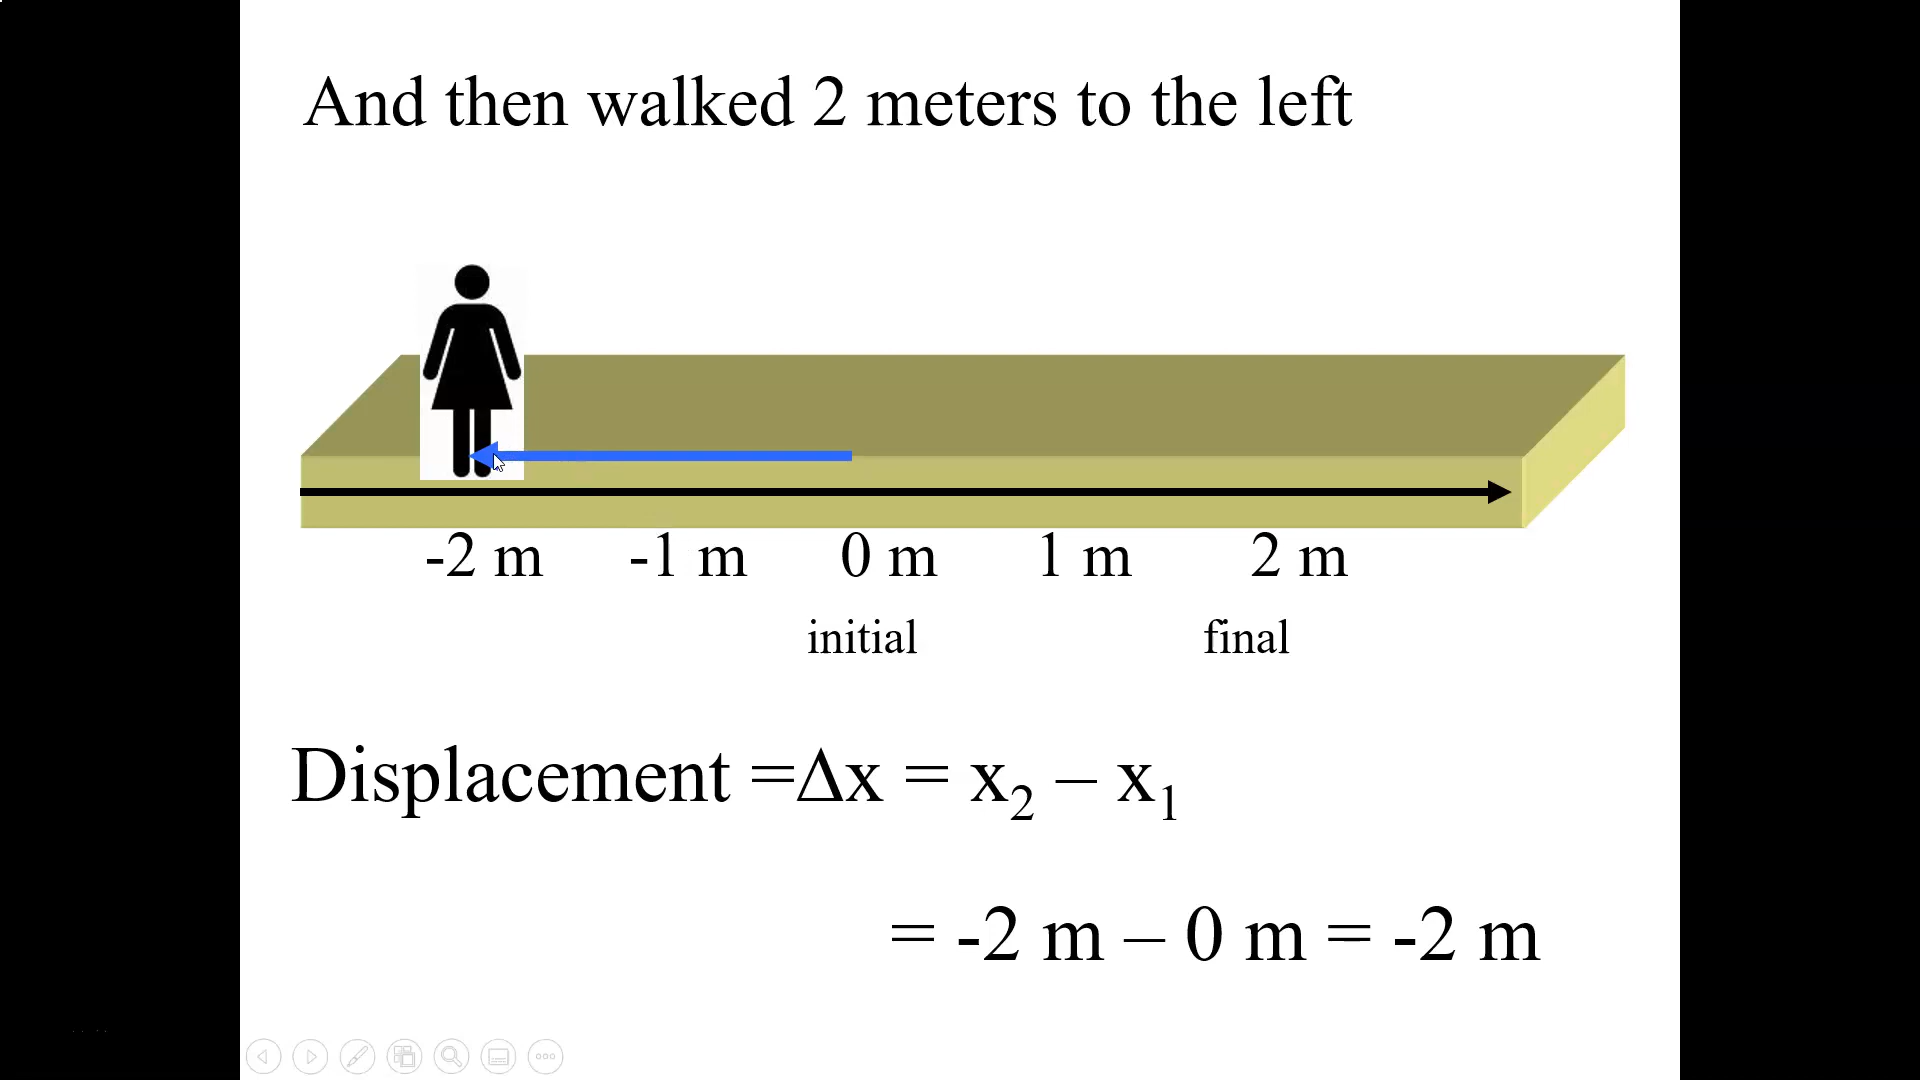 And then walked 2 meters to the left
-2 m -1 m 0 m 1 m 2 m
initial final
Displacement =Δx = x₂ – x₁
= -2 m – 0 m = -2 m